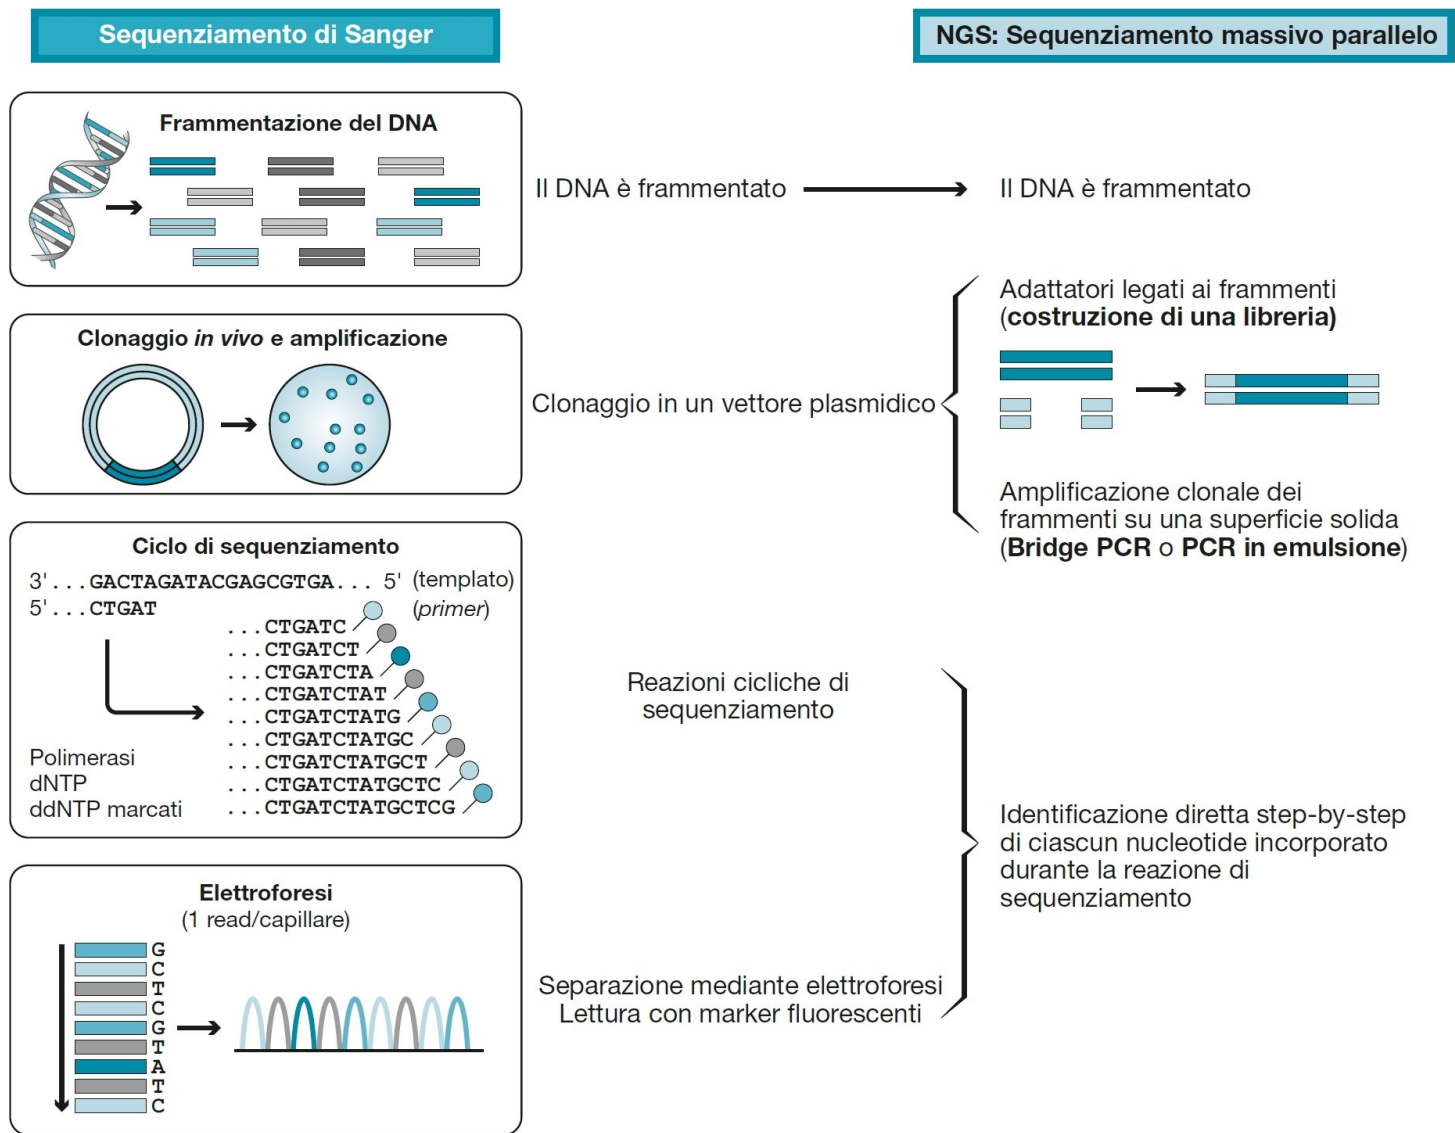 Sequenziamento di Sanger
NGS: Sequenziamento massivo parallelo
Frammentazione del DNA
Il DNA è frammentato
Il DNA è frammentato
Clonaggio in vivo e amplificazione
Clonaggio in un vettore plasmidico
Adattatori legati ai frammenti
(costruzione di una libreria)
Amplificazione clonale dei
frammenti su una superficie solida
(Bridge PCR o PCR in emulsione)
Ciclo di sequenziamento
3'...GACTAGATACGAGCGTGA... 5' (templato)
5'...CTGAT (primer)
...CTGATC
...CTGATCT
...CTGATCTA
...CTGATCTAT
...CTGATCTATG
...CTGATCTATGC
...CTGATCTATGCT
...CTGATCTATGCTC
...CTGATCTATGCTCG
Polimerasi
dNTP
ddNTP marcati
Reazioni cicliche di
sequenziamento
Identificazione diretta step-by-step
di ciascun nucleotide incorporato
durante la reazione di
sequenziamento
Elettroforesi
(1 read/capillare)
G
C
T
C
G
T
A
T
C
Separazione mediante elettroforesi
Lettura con marker fluorescenti